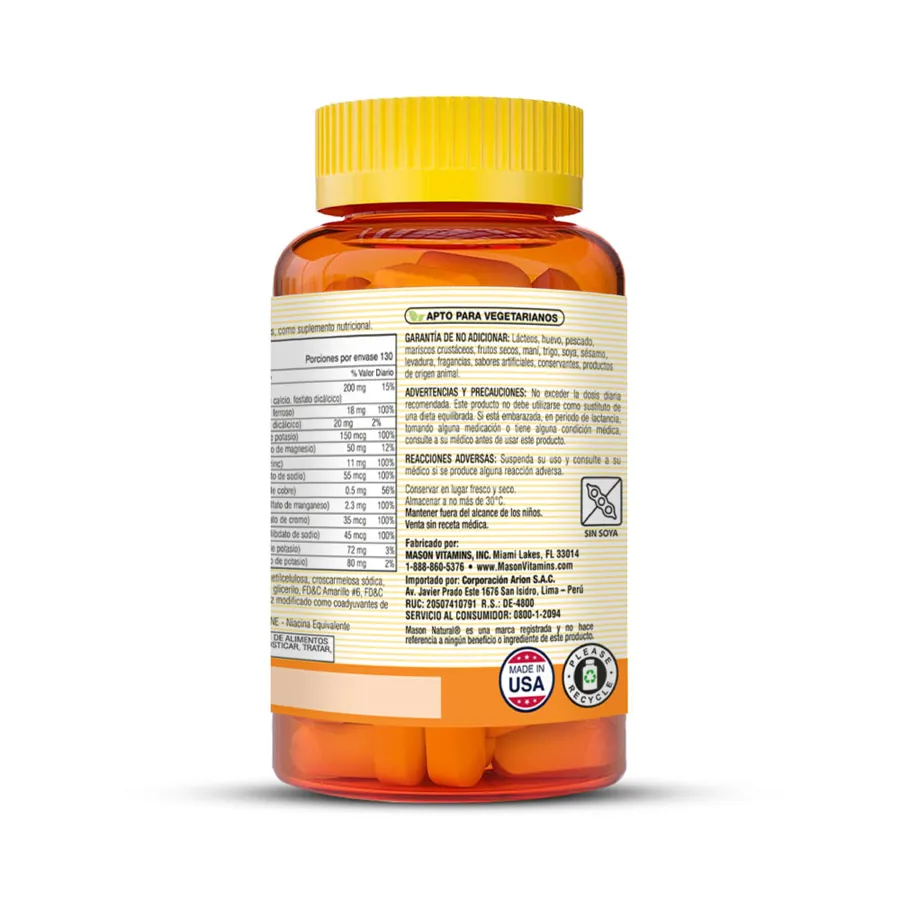 , como suplemento nutricional.
Porciones por envase 130
% Valor Diario
200 mg 15%
calcio, fosfato dicálcico)
ferroso) 18 mg 100%
dicálcico) 20 mg 2%
de potasio) 150 mcg 100%
de magnesio) 50 mg 12%
zinc) 11 mg 100%
de sodio) 55 mcg 100%
de cobre) 0.5 mg 56%
de manganeso) 2.3 mg 100%
de cromo) 35 mcg 100%
de sodio) 45 mcg 100%
potasio) 72 mg 3%
de potasio) 80 mg 2%
croscarmelosa sódica,
glicerilo, FD&C Amarillo #6, FD&C
modificado como coadyuvantes de
NE - Niacina Equivalente
DE ALIMENTOS
OSTICAR, TRATAR,
APTO PARA VEGETARIANOS
GARANTÍA DE NO ADICIONAR: Lácteos, huevo, pescado,
mariscos crustáceos, frutos secos, maní, trigo, soya, sésamo,
levadura, fragancias, sabores artificiales, conservantes, productos
de origen animal.
ADVERTENCIAS Y PRECAUCIONES: No exceder la dosis diaria
recomendada. Este producto no debe utilizarse como sustituto de
una dieta equilibrada. Si está embarazada, en periodo de lactancia,
tomando alguna medicación o tiene alguna condición médica,
consulte a su médico antes de usar este producto.
REACCIONES ADVERSAS: Suspenda su uso y consulte a su
médico si se produce alguna reacción adversa.
Conservar en lugar fresco y seco.
Almacenar a no más de 30°C.
Mantener fuera del alcance de los niños.
Venta sin receta médica.
SIN SOYA
Fabricado por:
MASON VITAMINS, INC. Miami Lakes, FL 33014
1-888-860-5376 • www.MasonVitamins.com
Importado por: Corporación Arion S.A.C.
Av. Javier Prado Este 1676 San Isidro, Lima – Perú
RUC: 20507410791 R.S.: DE-4800
SERVICIO AL CONSUMIDOR: 0800-1-2094
Mason Natural® es una marca registrada y no hace
referencia a ningún beneficio o ingrediente de este producto.
MADE IN
USA
PLEASE
RECYCLE